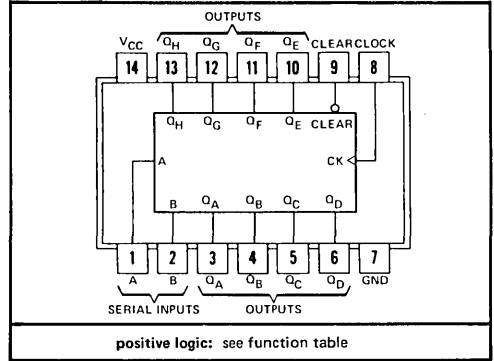 OUTPUTS
VCC QH QG QF QE CLEAR CLOCK
14 13 12 11 10 9 8
QH QG QF QE CLEAR
A CK
B QA QB QC QD
1 2 3 4 5 6 7
A B QA QB QC QD GND
SERIAL INPUTS OUTPUTS
positive logic: see function table